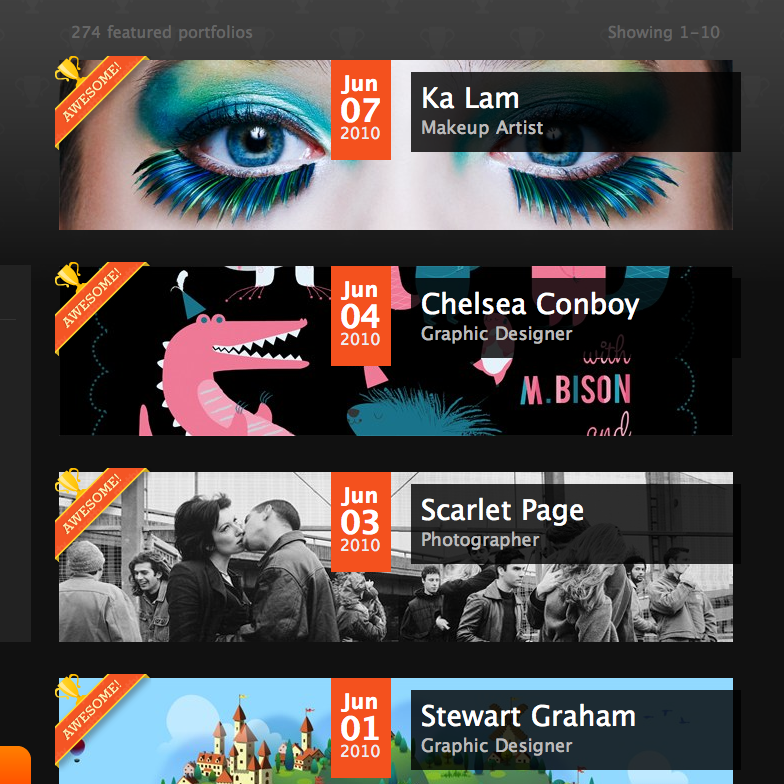 274 featured portfolios
Showing 1-10
AWESOME!
Jun
07
2010
Ka Lam
Makeup Artist
AWESOME!
Jun
04
2010
Chelsea Conboy
Graphic Designer
with
M.BISON
and
AWESOME!
Jun
03
2010
Scarlet Page
Photographer
AWESOME!
Jun
01
2010
Stewart Graham
Graphic Designer